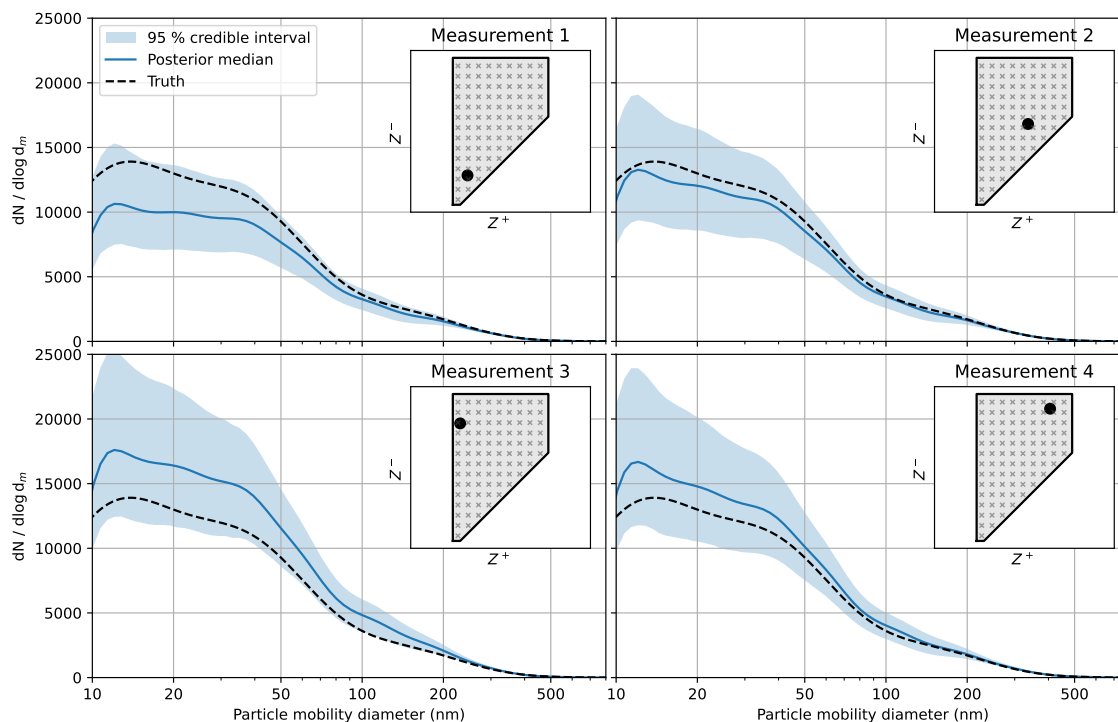 25000
20000
15000
10000
5000
0
dN / dlog dₘ
95 % credible interval
Posterior median
Truth
Measurement 1
Z⁻
Z⁺
Measurement 2
Z⁻
Z⁺
25000
20000
15000
10000
5000
0
dN / dlog dₘ
Measurement 3
Z⁻
Z⁺
Measurement 4
Z⁻
Z⁺
10 20 50 100 200 500
10 20 50 100 200 500
Particle mobility diameter (nm)
Particle mobility diameter (nm)